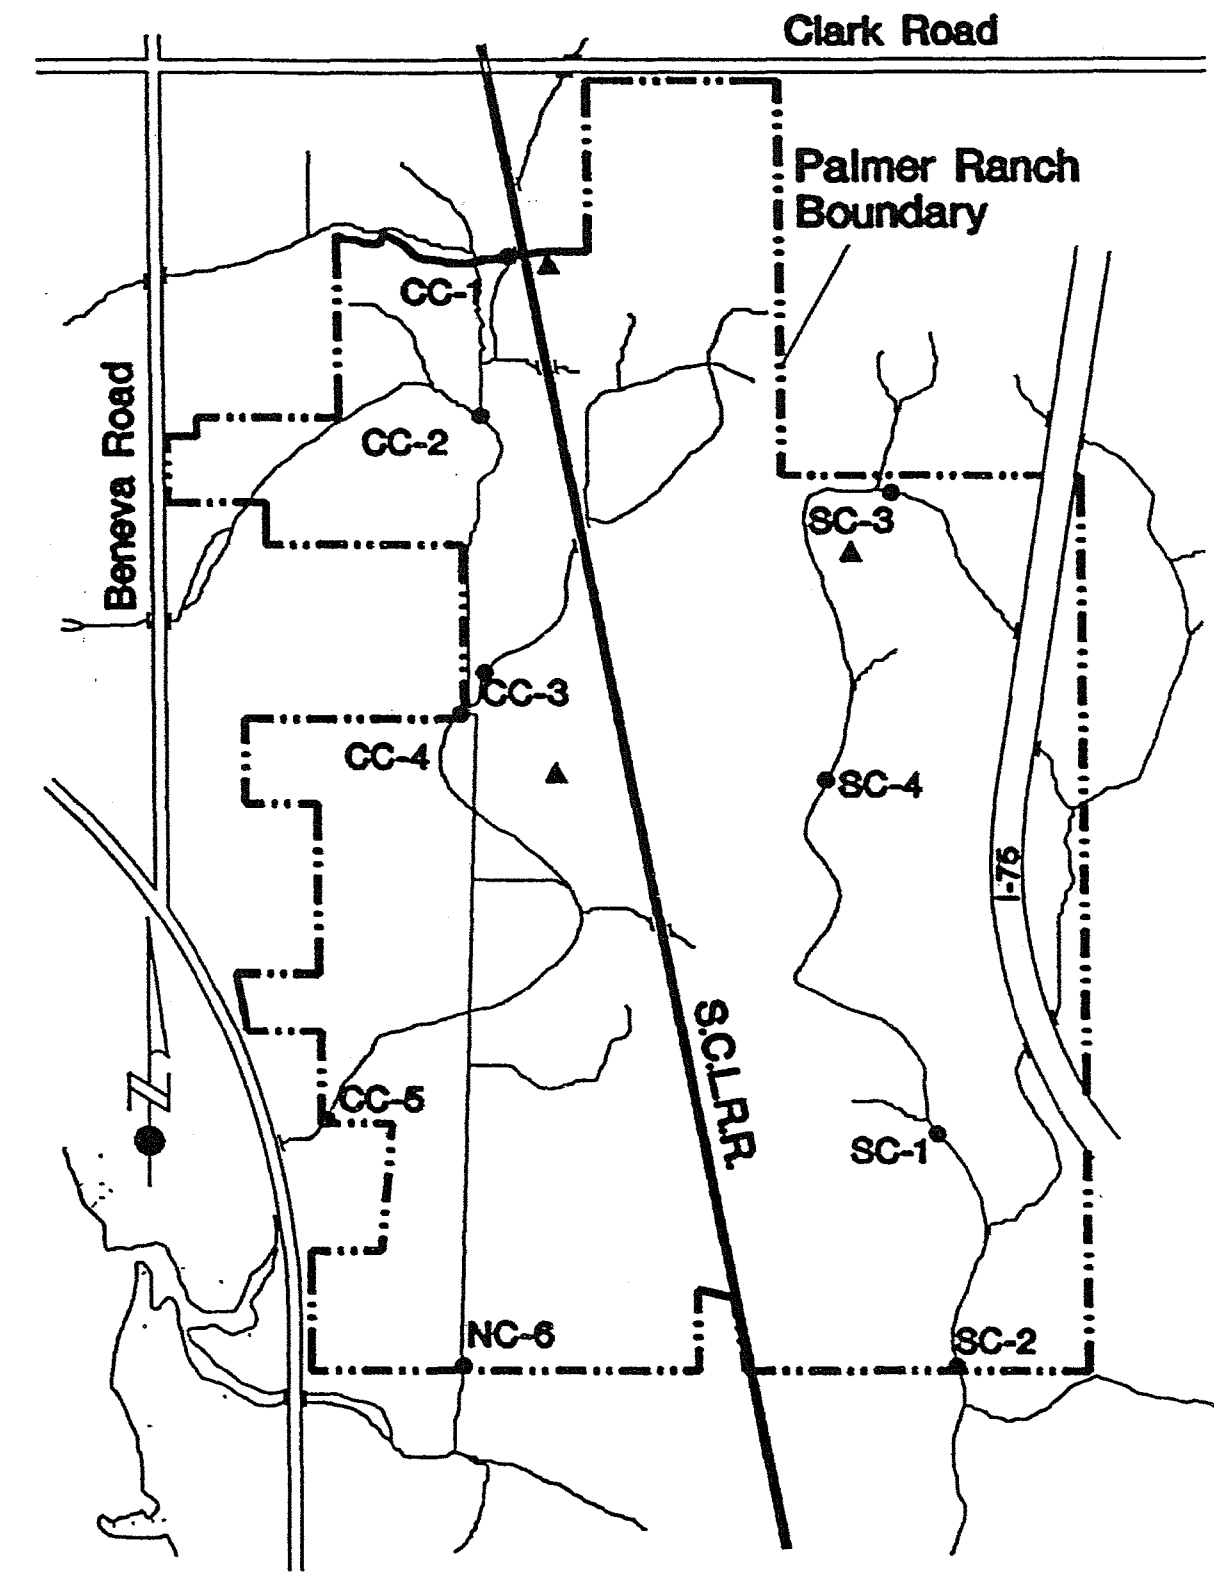 Clark Road
Palmer Ranch
Boundary
CC-1
Beneva Road
CC-2
SC-3
CC-3
CC-4
SC-4
I-75
S.C.L.R.R.
N
CC-5
SC-1
NC-6
SC-2